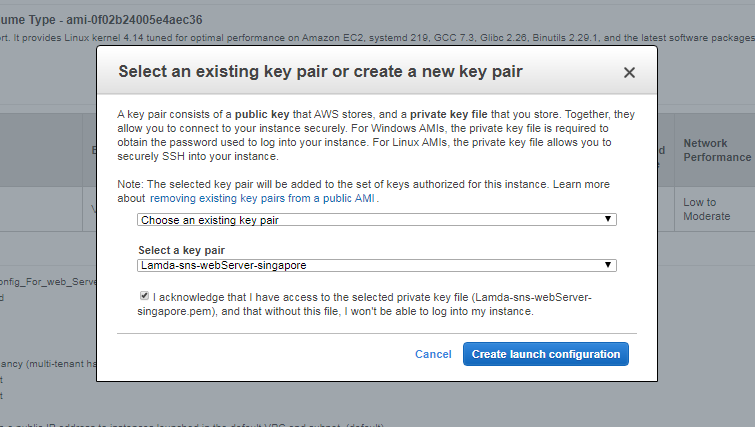 ume Type - ami-0f02b24005e4aec36
ort. It provides Linux kernel 4.14 tuned for optimal performance on Amazon EC2, systemd 219, GCC 7.3, Glibc 2.26, Binutils 2.29.1, and the latest software packages
Select an existing key pair or create a new key pair
A key pair consists of a public key that AWS stores, and a private key file that you store. Together, they
allow you to connect to your instance securely. For Windows AMIs, the private key file is required to
obtain the password used to log into your instance. For Linux AMIs, the private key file allows you to
securely SSH into your instance.
Network
Performance
Note: The selected key pair will be added to the set of keys authorized for this instance. Learn more
about removing existing key pairs from a public AMI.
Low to
Moderate
Choose an existing key pair
Select a key pair
Lamda-sns-webServer-singapore
onfig_For_web_Serve
I acknowledge that I have access to the selected private key file (Lamda-sns-webServer-
singapore.pem), and that without this file, I won't be able to log into my instance.
Cancel
Create launch configuration
ancy (multi-tenant ha